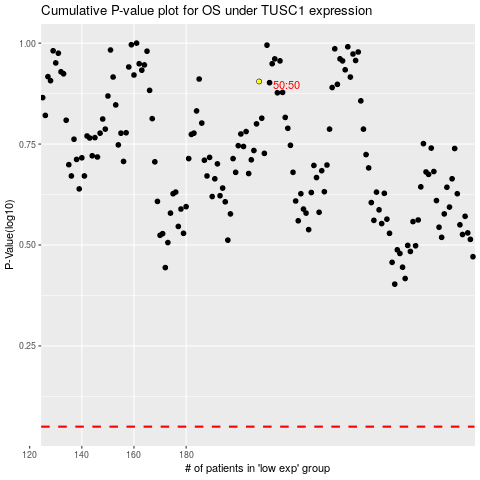 Cumulative P-value plot for OS under TUSC1 expression
P-Value(log10)
1.00
0.75
0.50
0.25
50:50
120 140 160 180
# of patients in 'low exp' group